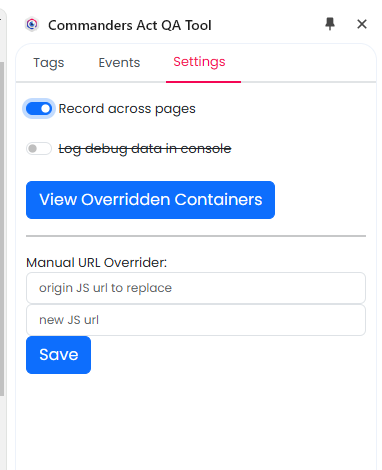 Commanders Act QA Tool
Tags Events Settings
Record across pages
Log debug data in console
View Overridden Containers
Manual URL Overrider:
origin JS url to replace
new JS url
Save